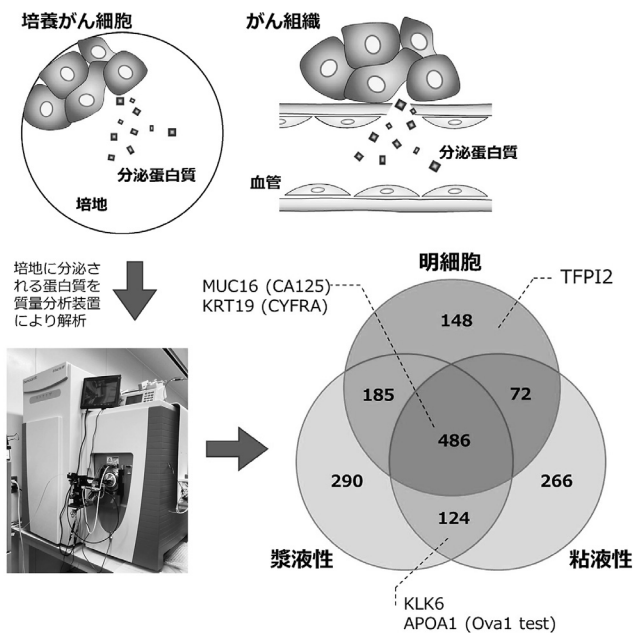 培養がん細胞
がん組織
分泌蛋白質
培地
分泌蛋白質
血管
培地に分泌さ
れる蛋白質を
質量分析装置
により解析
明細胞
MUC16 (CA125)
KRT19 (CYFRA)
TFPI2
148
185
72
486
290
266
124
漿液性
粘液性
KLK6
APOA1 (Ova1 test)